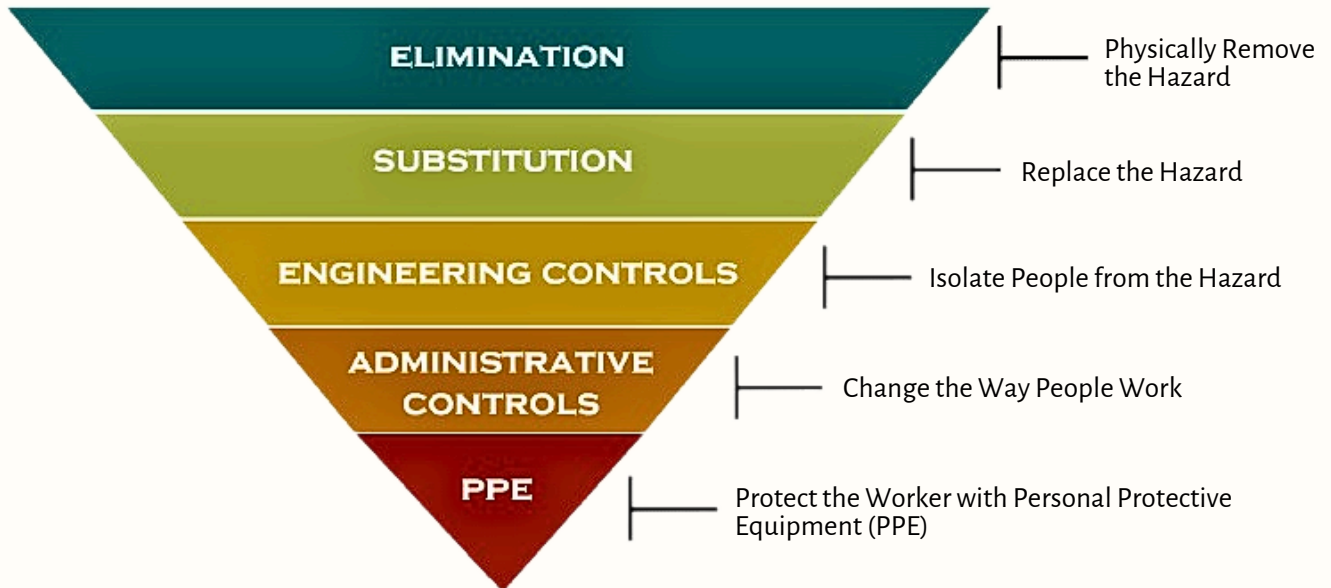 ELIMINATION
Physically Remove
the Hazard
SUBSTITUTION
Replace the Hazard
ENGINEERING CONTROLS
Isolate People from the Hazard
ADMINISTRATIVE
CONTROLS
Change the Way People Work
PPE
Protect the Worker with Personal Protective
Equipment (PPE)